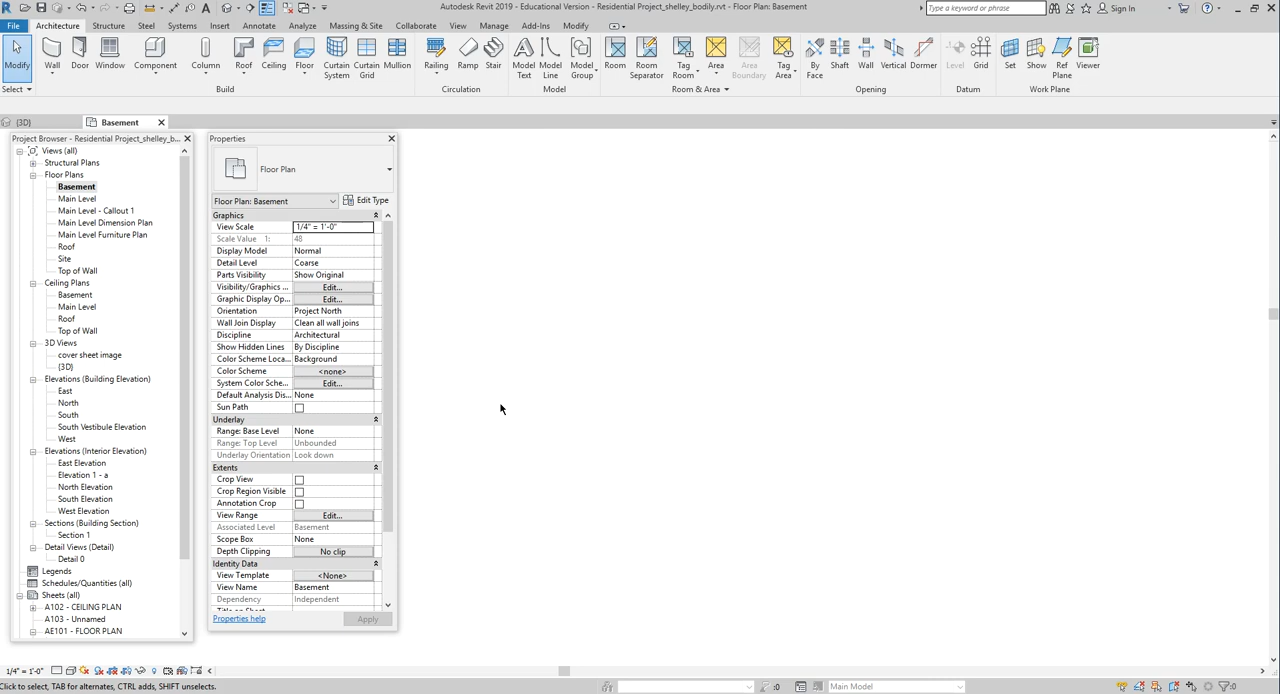 Autodesk Revit 2019 - Educational Version - Residential Project_shelley_bodily.rvt - Floor Plan: Basement
Type a keyword or phrase
Sign In
File Architecture Structure Steel Systems Insert Annotate Analyze Massing & Site Collaborate View Manage Add-Ins Modify
Modify Wall Door Window Component Column Roof Ceiling Floor Curtain System Curtain Grid Mullion Railing Ramp Stair Model Text Model Line Model Group Room Room Separator Tag Room Area Area Boundary Tag Area By Face Shaft Wall Vertical Dormer Level Grid Set Show Ref Plane Viewer
Select Build Circulation Model Room & Area Opening Datum Work Plane
{3D} Basement
Project Browser - Residential Project_shelley_b...
Views (all)
Structural Plans
Floor Plans
Basement
Main Level
Main Level - Callout 1
Main Level Dimension Plan
Main Level Furniture Plan
Roof
Site
Top of Wall
Ceiling Plans
Basement
Main Level
Roof
Top of Wall
3D Views
cover sheet image
{3D}
Elevations (Building Elevation)
East
North
South
South Vestibule Elevation
West
Elevations (Interior Elevation)
East Elevation
Elevation 1 - a
North Elevation
South Elevation
West Elevation
Sections (Building Section)
Section 1
Detail Views (Detail)
Detail 0
Legends
Schedules/Quantities (all)
Sheets (all)
A102 - CEILING PLAN
A103 - Unnamed
AE101 - FLOOR PLAN
Properties
Floor Plan
Floor Plan: Basement Edit Type
Graphics
View Scale 1/4" = 1'-0"
Scale Value 1: 48
Display Model Normal
Detail Level Coarse
Parts Visibility Show Original
Visibility/Graphics ... Edit...
Graphic Display Op... Edit...
Orientation Project North
Wall Join Display Clean all wall joins
Discipline Architectural
Show Hidden Lines By Discipline
Color Scheme Loca... Background
Color Scheme <none>
System Color Sche... Edit...
Default Analysis Dis... None
Sun Path
Underlay
Range: Base Level None
Range: Top Level Unbounded
Underlay Orientation Look down
Extents
Crop View
Crop Region Visible
Annotation Crop
View Range Edit...
Associated Level Basement
Scope Box None
Depth Clipping No clip
Identity Data
View Template <None>
View Name Basement
Dependency Independent
Properties help Apply
1/4" = 1'-0"
Click to select, TAB for alternates, CTRL adds, SHIFT unselects.
:0
Main Model
:0